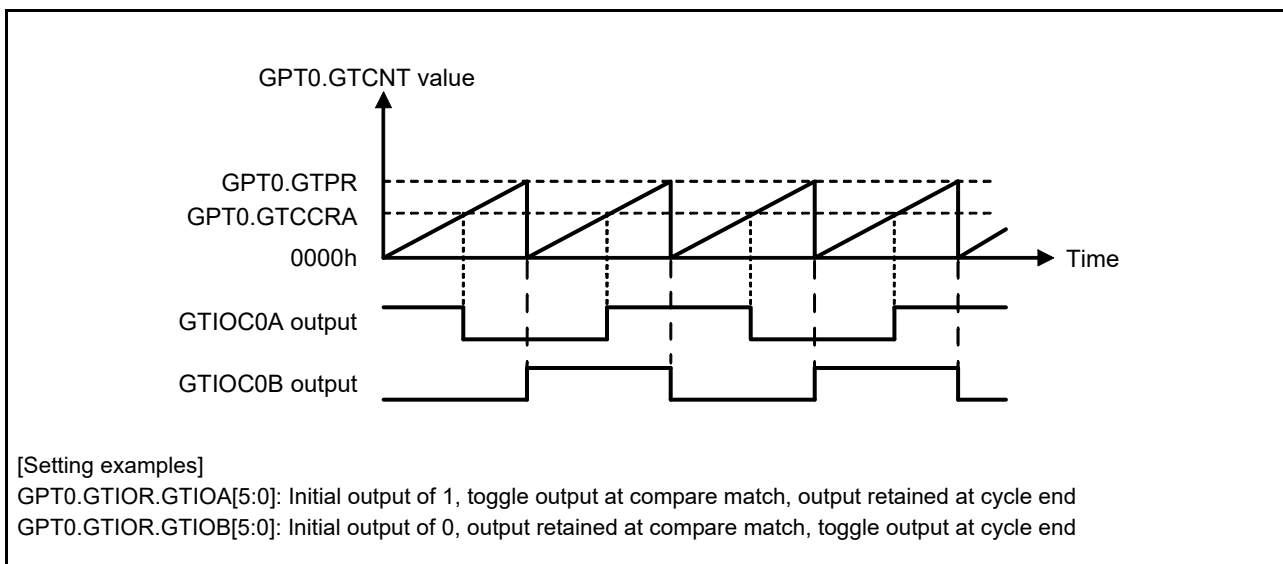 GPT0.GTCNT value
GPT0.GTPR
GPT0.GTCCRA
0000h
Time
GTIOC0A output
GTIOC0B output
[Setting examples]
GPT0.GTIOR.GTIOA[5:0]: Initial output of 1, toggle output at compare match, output retained at cycle end
GPT0.GTIOR.GTIOB[5:0]: Initial output of 0, output retained at compare match, toggle output at cycle end